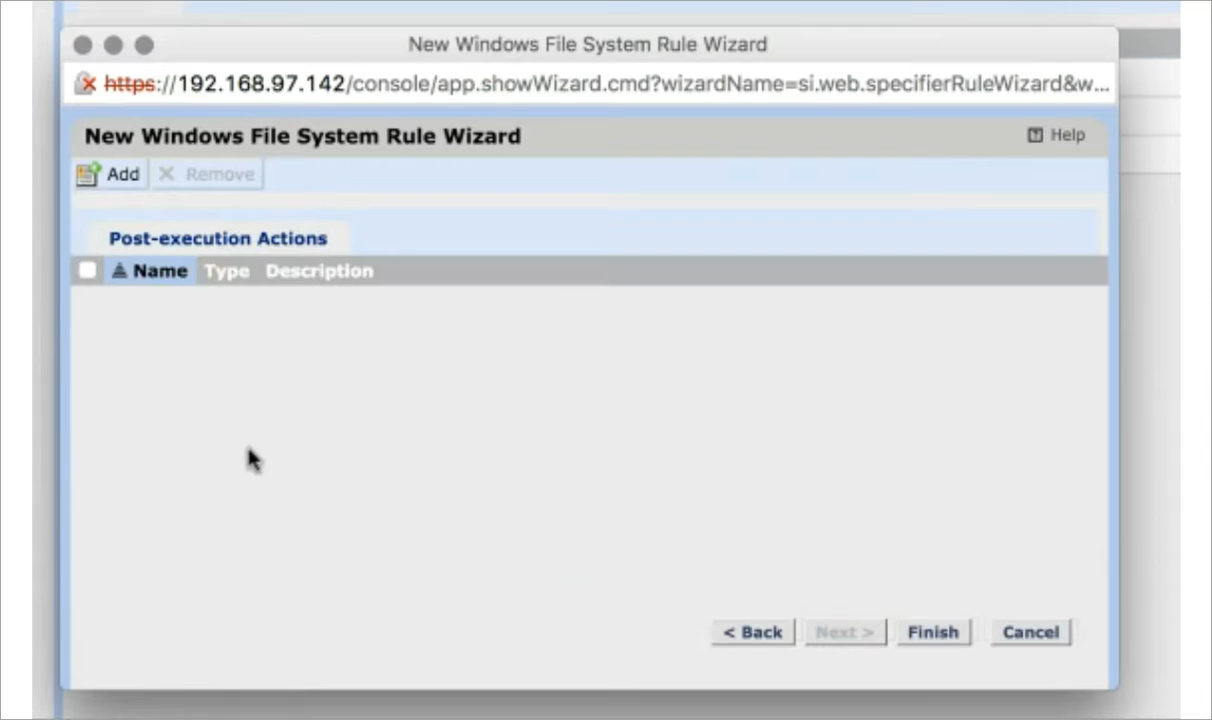 New Windows File System Rule Wizard
https://192.168.97.142/console/app.showWizard.cmd?wizardName=si.web.specifierRuleWizard&w...
New Windows File System Rule Wizard
Help
Add
Remove
Post-execution Actions
Name Type Description
< Back Next > Finish Cancel